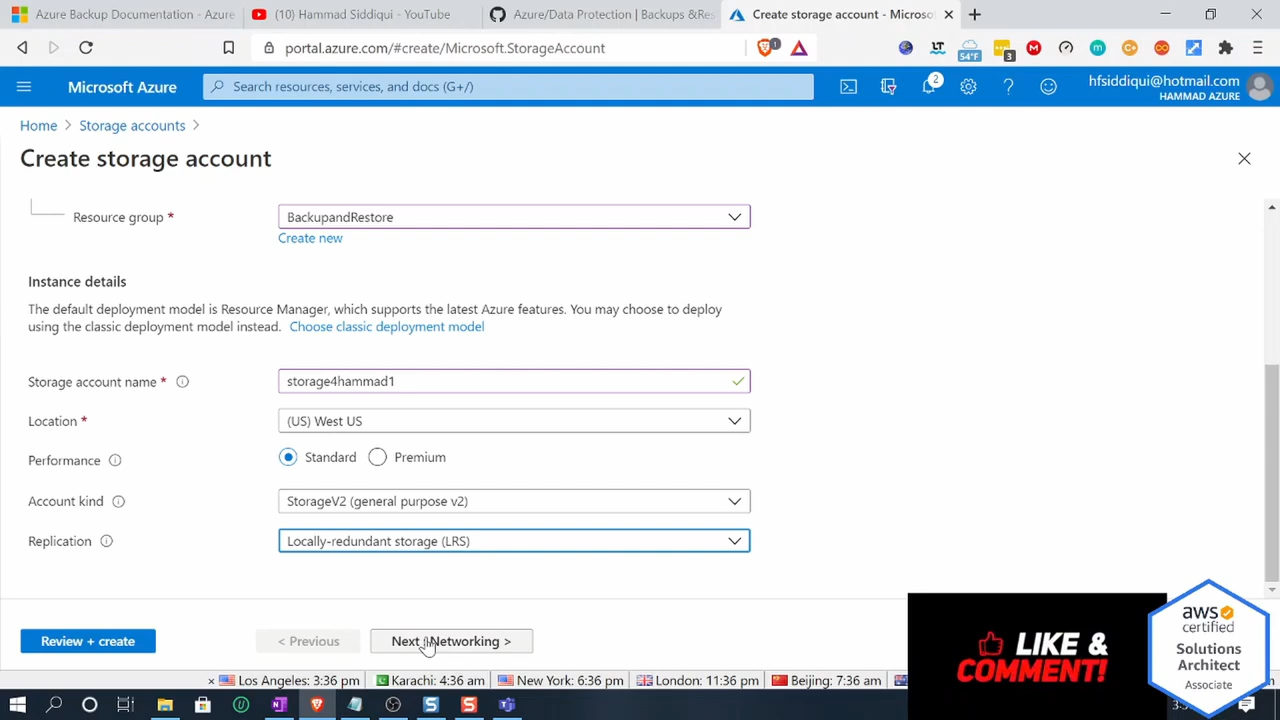 Azure Backup Documentation - Azure
(10) Hammad Siddiqui - YouTube
Azure/Data Protection | Backups &Res
Create storage account - Microso
portal.azure.com/#create/Microsoft.StorageAccount
1
LT
54°F
3
Microsoft Azure
Search resources, services, and docs (G+/)
2
hfsiddiqui@hotmail.com
HAMMAD AZURE
Home > Storage accounts >
Create storage account
Resource group *
BackupandRestore
Create new
Instance details
The default deployment model is Resource Manager, which supports the latest Azure features. You may choose to deploy
using the classic deployment model instead. Choose classic deployment model
Storage account name *
storage4hammad1
Location *
(US) West US
Performance
Standard
Premium
Account kind
StorageV2 (general purpose v2)
Replication
Locally-redundant storage (LRS)
Review + create
< Previous
Next : Networking >
LIKE &
COMMENT!
aws
certified
Solutions
Architect
Associate
Los Angeles: 3:36 pm
Karachi: 4:36 am
New York: 6:36 pm
London: 11:36 pm
Beijing: 7:36 am